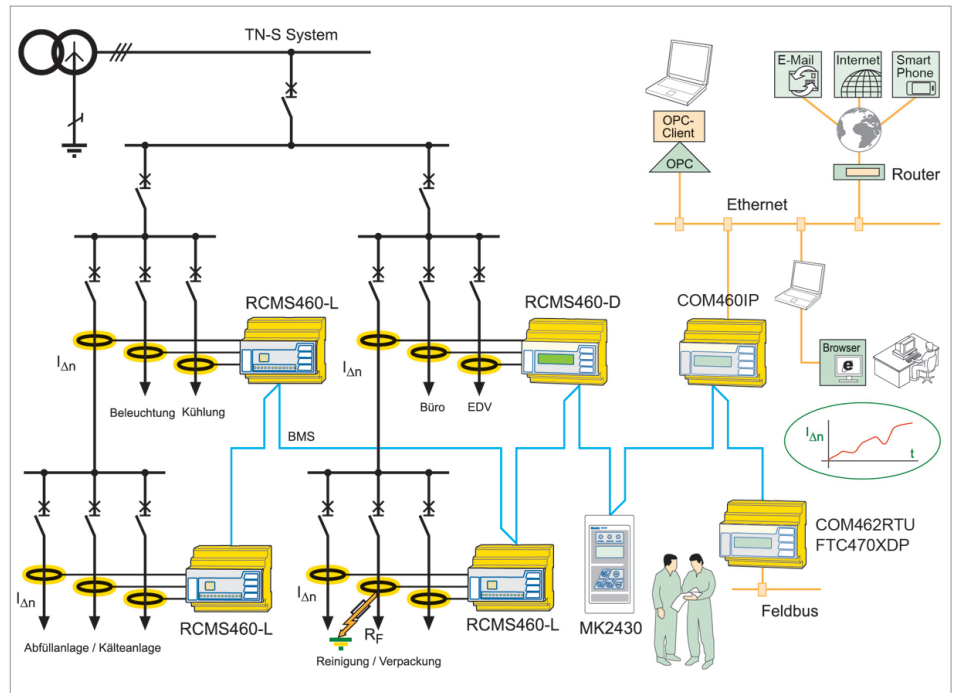 TN-S System
E-Mail
Internet
Smart
Phone
OPC-
Client
OPC
Router
Ethernet
RCMS460-L
RCMS460-D
COM460IP
IΔn
IΔn
Browser
Beleuchtung
Kühlung
Büro
EDV
BMS
IΔn
t
COM462RTU
FTC470XDP
IΔn
IΔn
RF
RCMS460-L
RCMS460-L
MK2430
Feldbus
Abfüllanlage / Kälteanlage
Reinigung / Verpackung